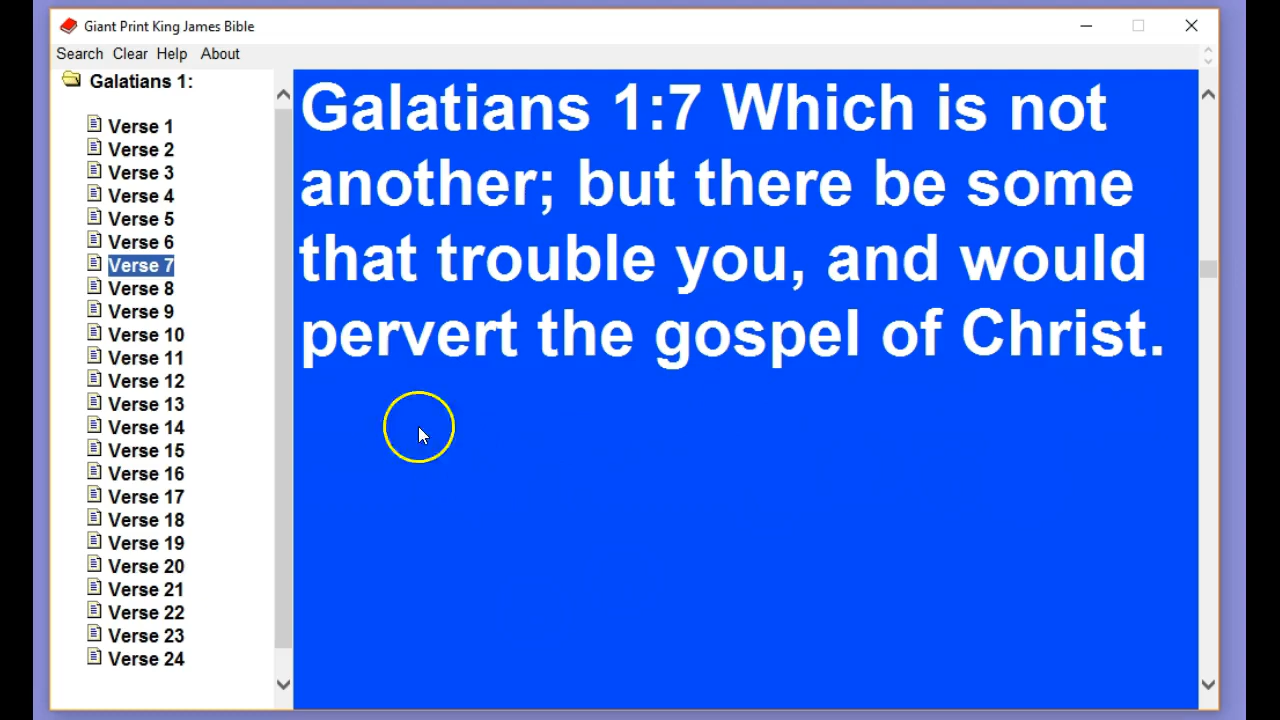 Giant Print King James Bible
Search Clear Help About
Galatians 1:
Verse 1
Verse 2
Verse 3
Verse 4
Verse 5
Verse 6
Verse 7
Verse 8
Verse 9
Verse 10
Verse 11
Verse 12
Verse 13
Verse 14
Verse 15
Verse 16
Verse 17
Verse 18
Verse 19
Verse 20
Verse 21
Verse 22
Verse 23
Verse 24
Galatians 1:7 Which is not
another; but there be some
that trouble you, and would
pervert the gospel of Christ.